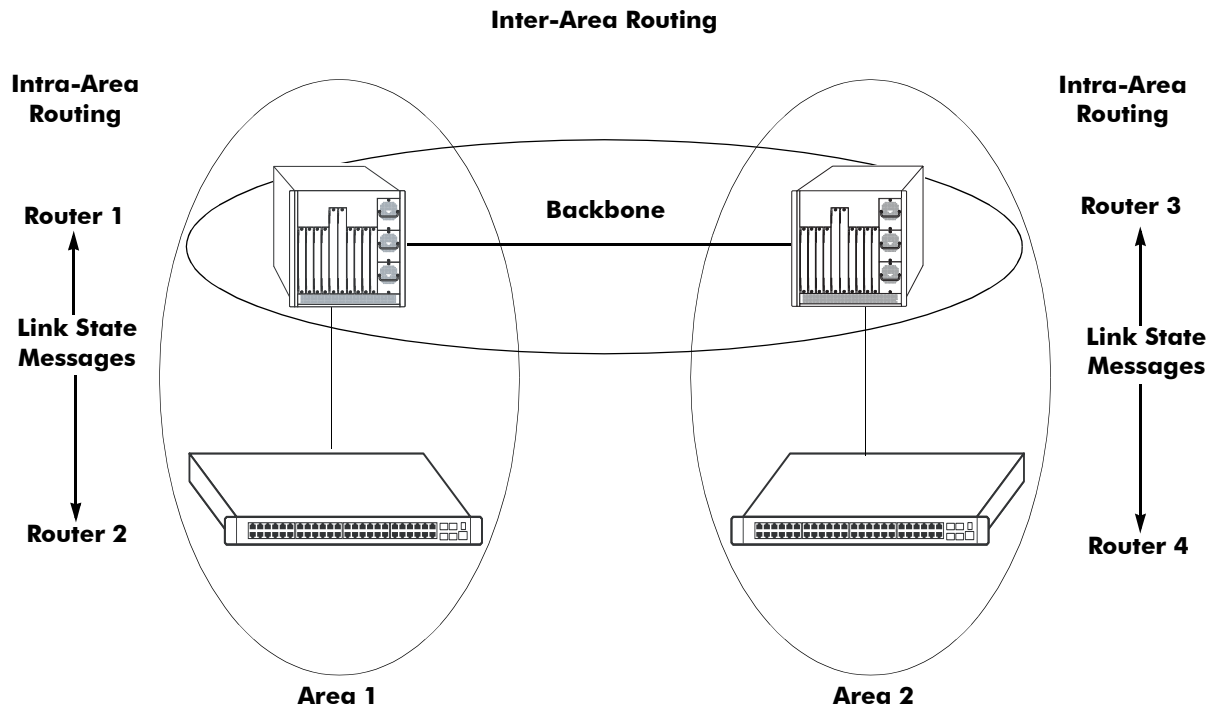 Inter-Area Routing
Intra-Area
Routing
Intra-Area
Routing
Router 1
Backbone
Router 3
Link State
Messages
Link State
Messages
Router 2
Router 4
Area 1
Area 2